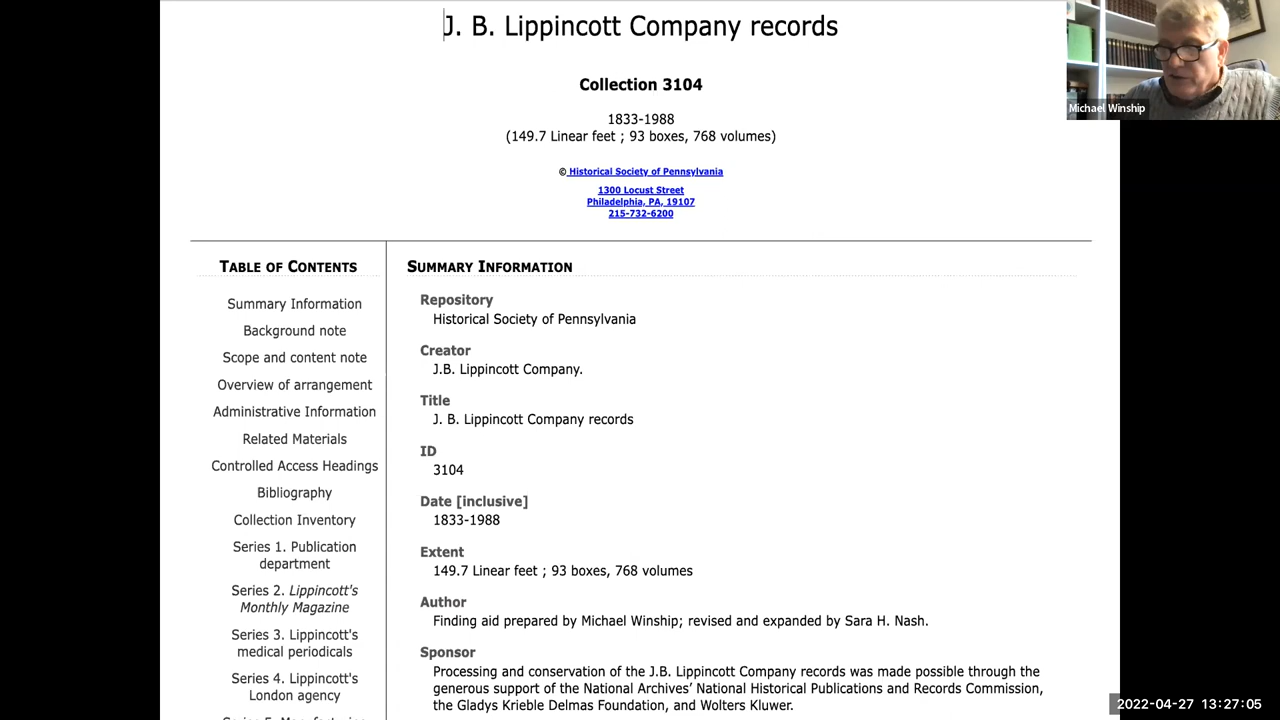 J. B. Lippincott Company records
Collection 3104
1833-1988
(149.7 Linear feet ; 93 boxes, 768 volumes)
© Historical Society of Pennsylvania
1300 Locust Street
Philadelphia, PA, 19107
215-732-6200
Michael Winship
TABLE OF CONTENTS
Summary Information
Background note
Scope and content note
Overview of arrangement
Administrative Information
Related Materials
Controlled Access Headings
Bibliography
Collection Inventory
Series 1. Publication
department
Series 2. Lippincott's
Monthly Magazine
Series 3. Lippincott's
medical periodicals
Series 4. Lippincott's
London agency
SUMMARY INFORMATION
Repository
Historical Society of Pennsylvania
Creator
J.B. Lippincott Company.
Title
J. B. Lippincott Company records
ID
3104
Date [inclusive]
1833-1988
Extent
149.7 Linear feet ; 93 boxes, 768 volumes
Author
Finding aid prepared by Michael Winship; revised and expanded by Sara H. Nash.
Sponsor
Processing and conservation of the J.B. Lippincott Company records was made possible through the
generous support of the National Archives’ National Historical Publications and Records Commission,
the Gladys Krieble Delmas Foundation, and Wolters Kluwer.
2022-04-27 13:27:05